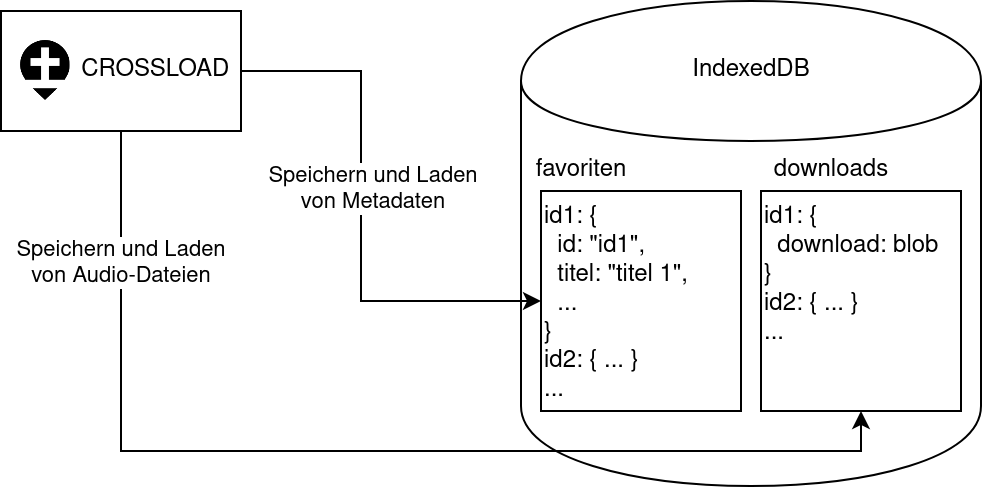 CROSSLOAD
IndexedDB
Speichern und Laden
von Metadaten
Speichern und Laden
von Audio-Dateien
favoriten
id1: {
  id: "id1",
  titel: "titel 1",
  ...
}
id2: { ... }
...
downloads
id1: {
  download: blob
}
id2: { ... }
...